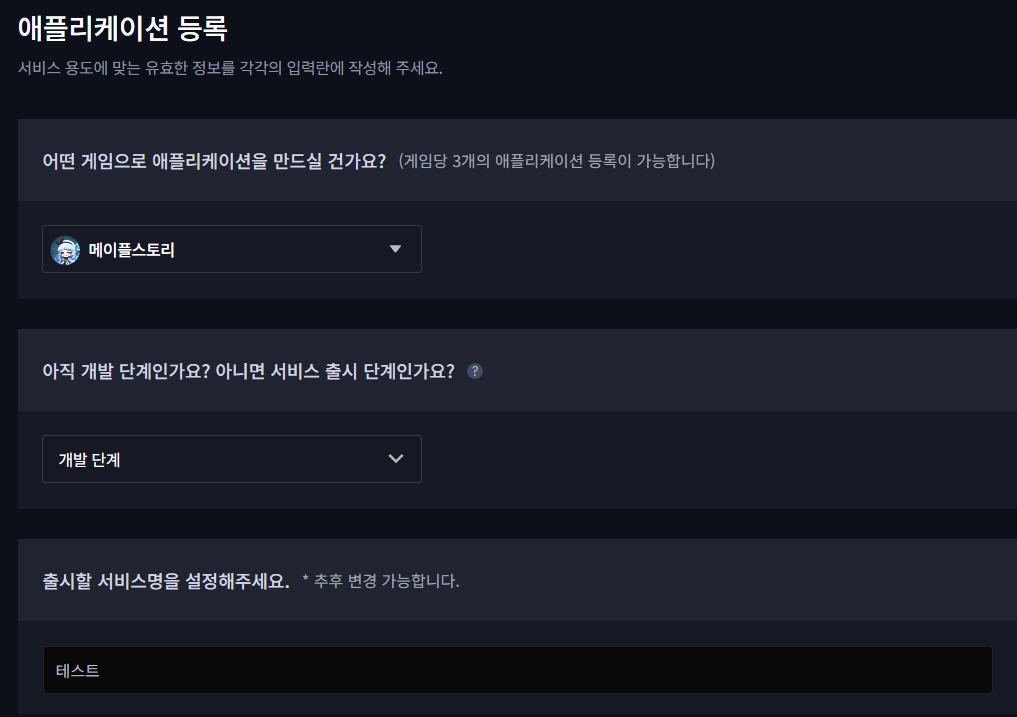 애플리케이션 등록
서비스 용도에 맞는 유효한 정보를 각각의 입력란에 작성해 주세요.
어떤 게임으로 애플리케이션을 만드실 건가요? (게임당 3개의 애플리케이션 등록이 가능합니다)
메이플스토리
아직 개발 단계인가요? 아니면 서비스 출시 단계인가요? ?
개발 단계
출시할 서비스명을 설정해주세요. * 추후 변경 가능합니다.
테스트